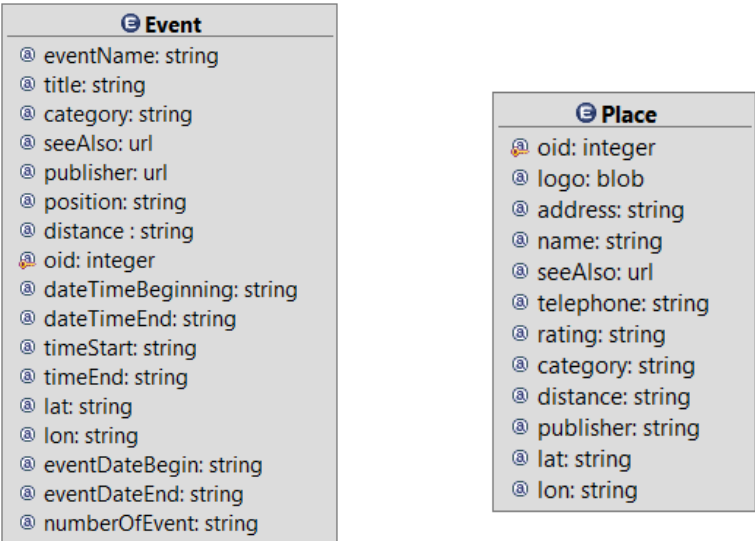 Event
eventName: string
title: string
category: string
seeAlso: url
publisher: url
position: string
distance : string
oid: integer
dateTimeBeginning: string
dateTimeEnd: string
timeStart: string
timeEnd: string
lat: string
lon: string
eventDateBegin: string
eventDateEnd: string
numberOfEvent: string
Place
oid: integer
logo: blob
address: string
name: string
seeAlso: url
telephone: string
rating: string
category: string
distance: string
publisher: string
lat: string
lon: string